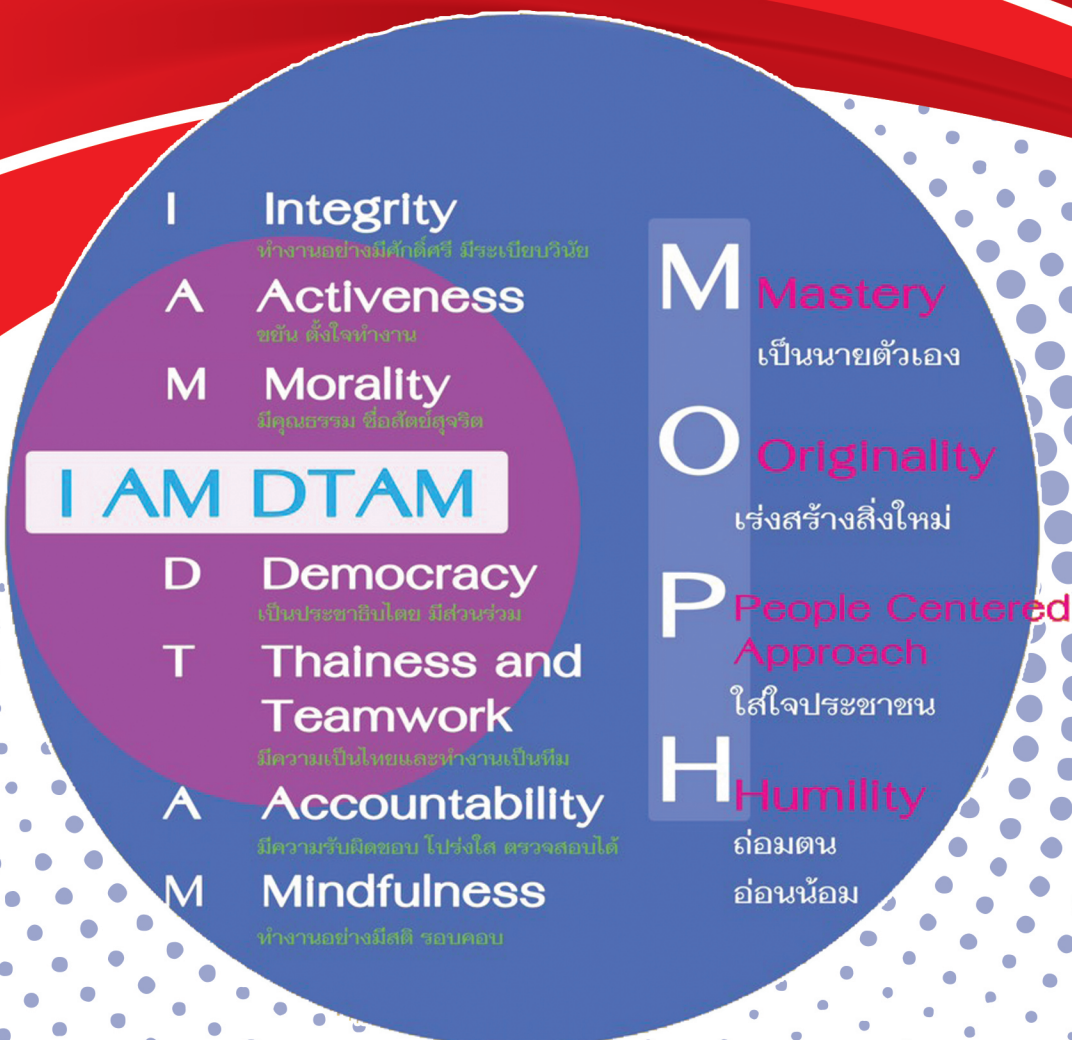 I Integrity
ทำงานอย่างมีศักดิ์ศรี มีระเบียบวินัย
A Activeness
ขยัน ตั้งใจทำงาน
M Morality
มีคุณธรรม ซื่อสัตย์สุจริต
I AM DTAM
D Democracy
เป็นประชาธิปไตย มีส่วนร่วม
T Thainess and
Teamwork
มีความเป็นไทยและทำงานเป็นทีม
A Accountability
มีความรับผิดชอบ โปร่งใส ตรวจสอบได้
M Mindfulness
ทำงานอย่างมีสติ รอบคอบ
M Mastery
เป็นนายตัวเอง
O Originality
เร่งสร้างสิ่งใหม่
P People Centered
Approach
ใส่ใจประชาชน
H Humility
ถ่อมตน
อ่อนน้อม